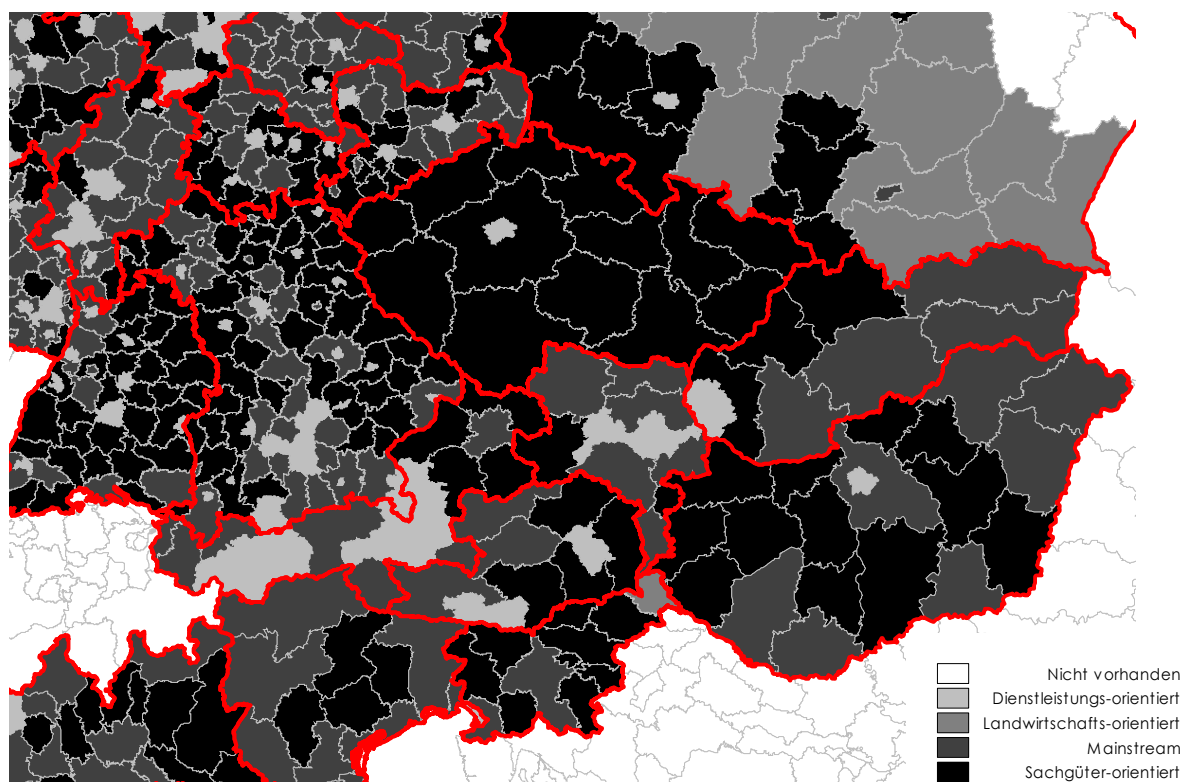 Nicht vorhanden
Dienstleistungs-orientiert
Landwirtschafts-orientiert
Mainstream
Sachgüter-orientiert